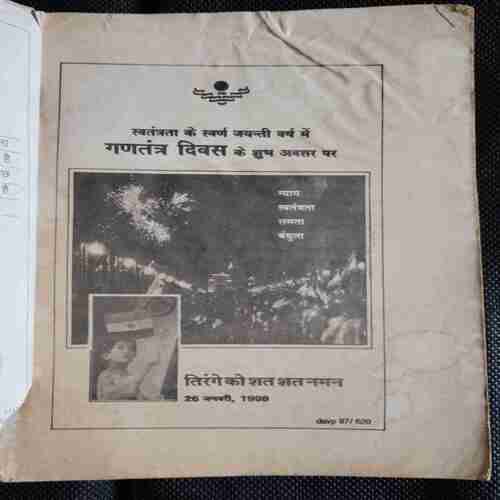 स्वतंत्रता के स्वर्ण जयन्ती वर्ष में
गणतंत्र दिवस के शुभ अवसर पर
न्याय
स्वतंत्रता
समता
बंधुता
तिरंगे को शत शत नमन
26 जनवरी, 1998
davp 97/ 620